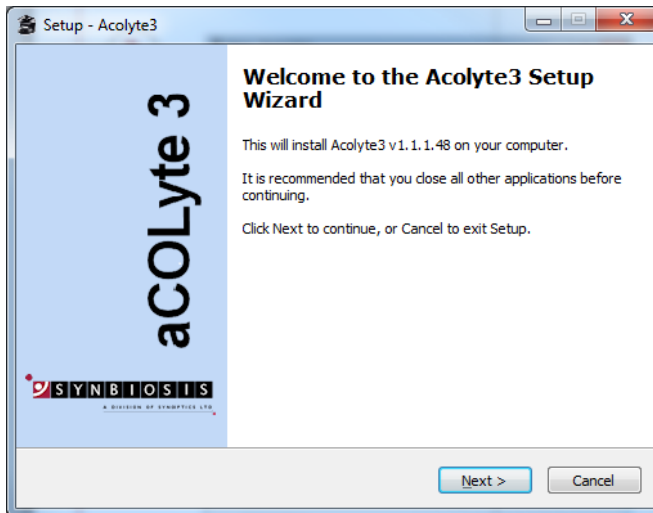 Setup - Acolyte3
Welcome to the Acolyte3 Setup
Wizard
This will install Acolyte3 v1.1.1.48 on your computer.
It is recommended that you close all other applications before
continuing.
Click Next to continue, or Cancel to exit Setup.
aCOLyte 3
SYNBIOSIS
A DIVISION OF SYNOPTICS LTD
Next >
Cancel